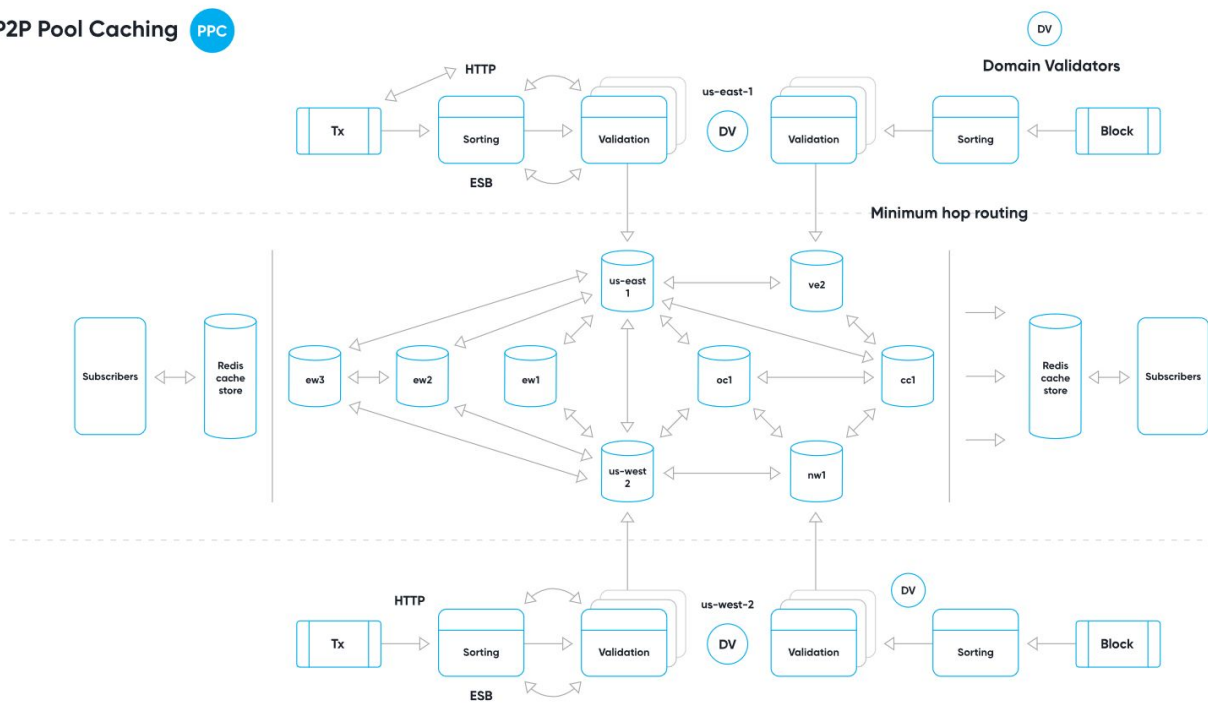 P2P Pool Caching PPC
DV
Domain Validators
HTTP
us-east-1
Tx
Sorting
Validation
DV
Validation
Sorting
Block
ESB
Minimum hop routing
us-east
1
ve2
Subscribers
Redis
cache
store
ew3
ew2
ew1
oc1
cc1
Redis
cache
store
Subscribers
us-west
2
nw1
HTTP
us-west-2
DV
Tx
Sorting
Validation
DV
Validation
Sorting
Block
ESB